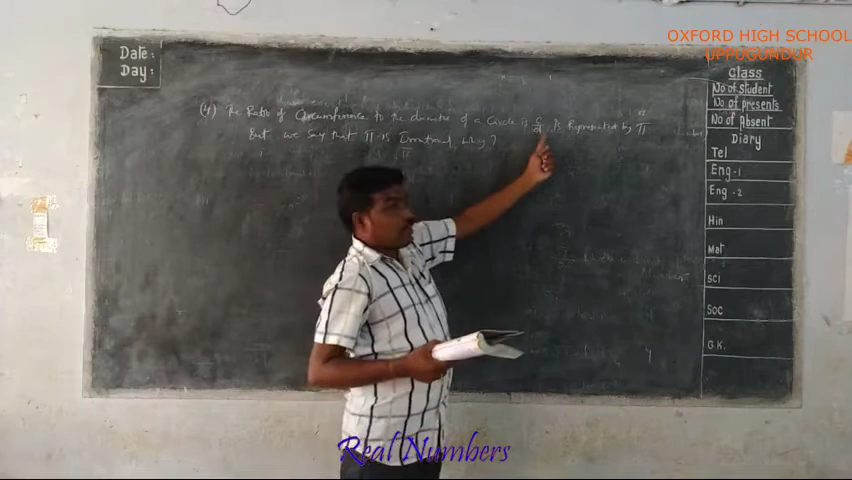 OXFORD HIGH SCHOOL
UPPUGUNDUR
Date:
Day:
(4) The Ratio of Circumference to the diameter of a Circle is c/d is Represented by π
But we say that π is Irrational, why?
π
Class
No of student
No of presents
No of Absent
Diary
Tel
Eng-1
Eng-2
Hin
Mat
SCI
SOC
G.K.
Real Numbers